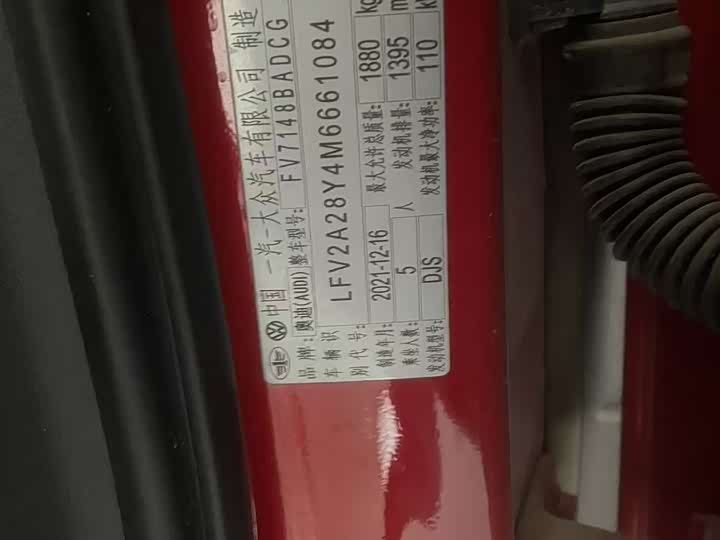 中国 一汽-大众汽车有限公司 制造
品牌:奥迪(AUDI) 整车型号: FV7148BADCG
车辆识别代号: LFV2A28Y4M6661084
制造年月: 2021-12-16 最大允许总质量: 1880 kg
乘坐人数: 5 人 发动机排量: 1395 m
发动机型号: DJS 发动机最大净功率: 110